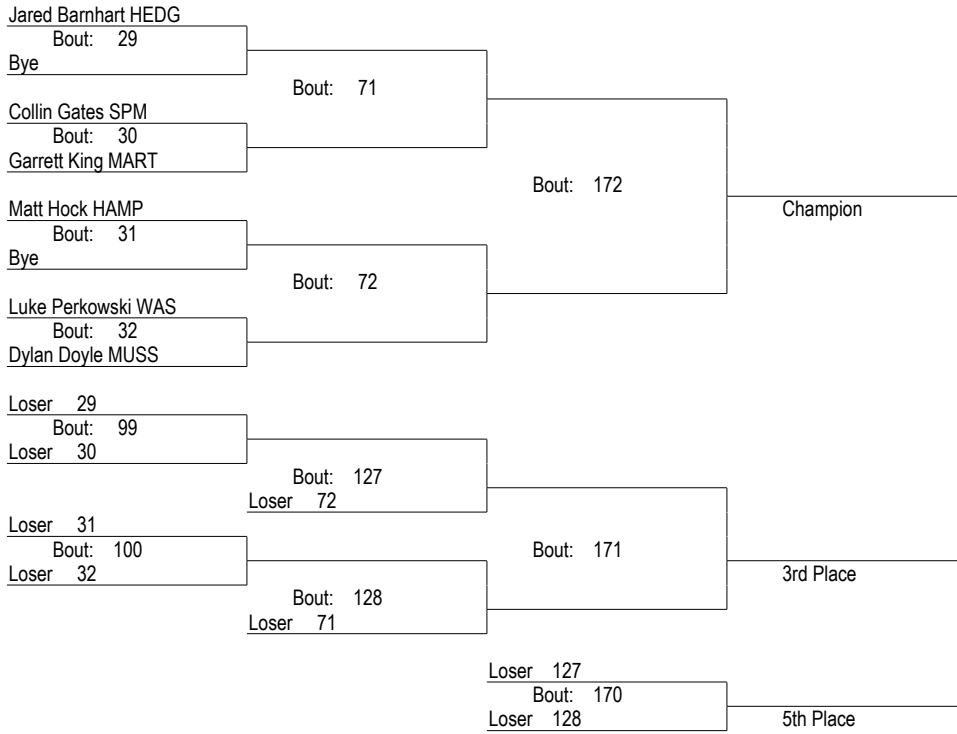 Jared Barnhart HEDG
Bout: 29
Bye
Bout: 71
Collin Gates SPM
Bout: 30
Garrett King MART
Bout: 172
Matt Hock HAMP
Champion
Bout: 31
Bye
Bout: 72
Luke Perkowski WAS
Bout: 32
Dylan Doyle MUSS
Loser 29
Bout: 99
Loser 30
Bout: 127
Loser 72
Loser 31
Bout: 100
Bout: 171
Loser 32
3rd Place
Bout: 128
Loser 71
Loser 127
Bout: 170
Loser 128
5th Place